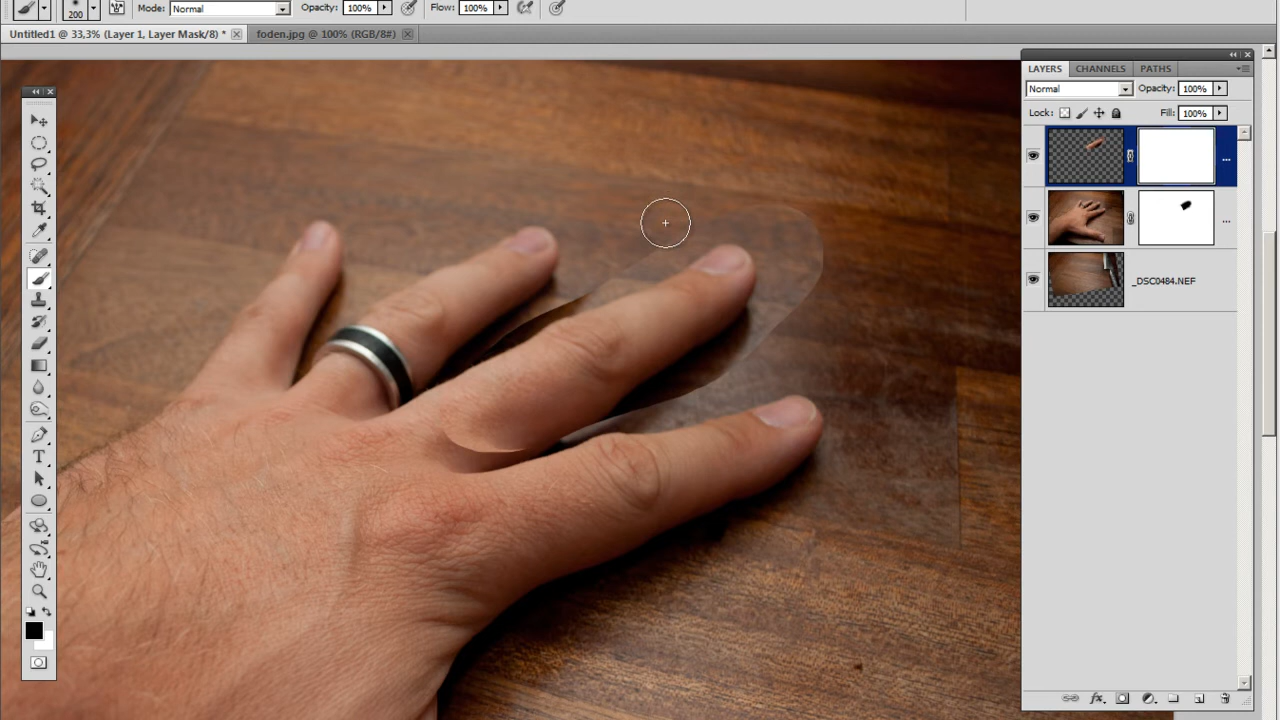 200
Mode: Normal
Opacity: 100%
Flow: 100%
Untitled1 @ 33,3% (Layer 1, Layer Mask/8) *
foden.jpg @ 100% (RGB/8#)
LAYERS CHANNELS PATHS
Normal
Opacity: 100%
Lock:
Fill: 100%
...
...
_DSC0484.NEF
T
fx